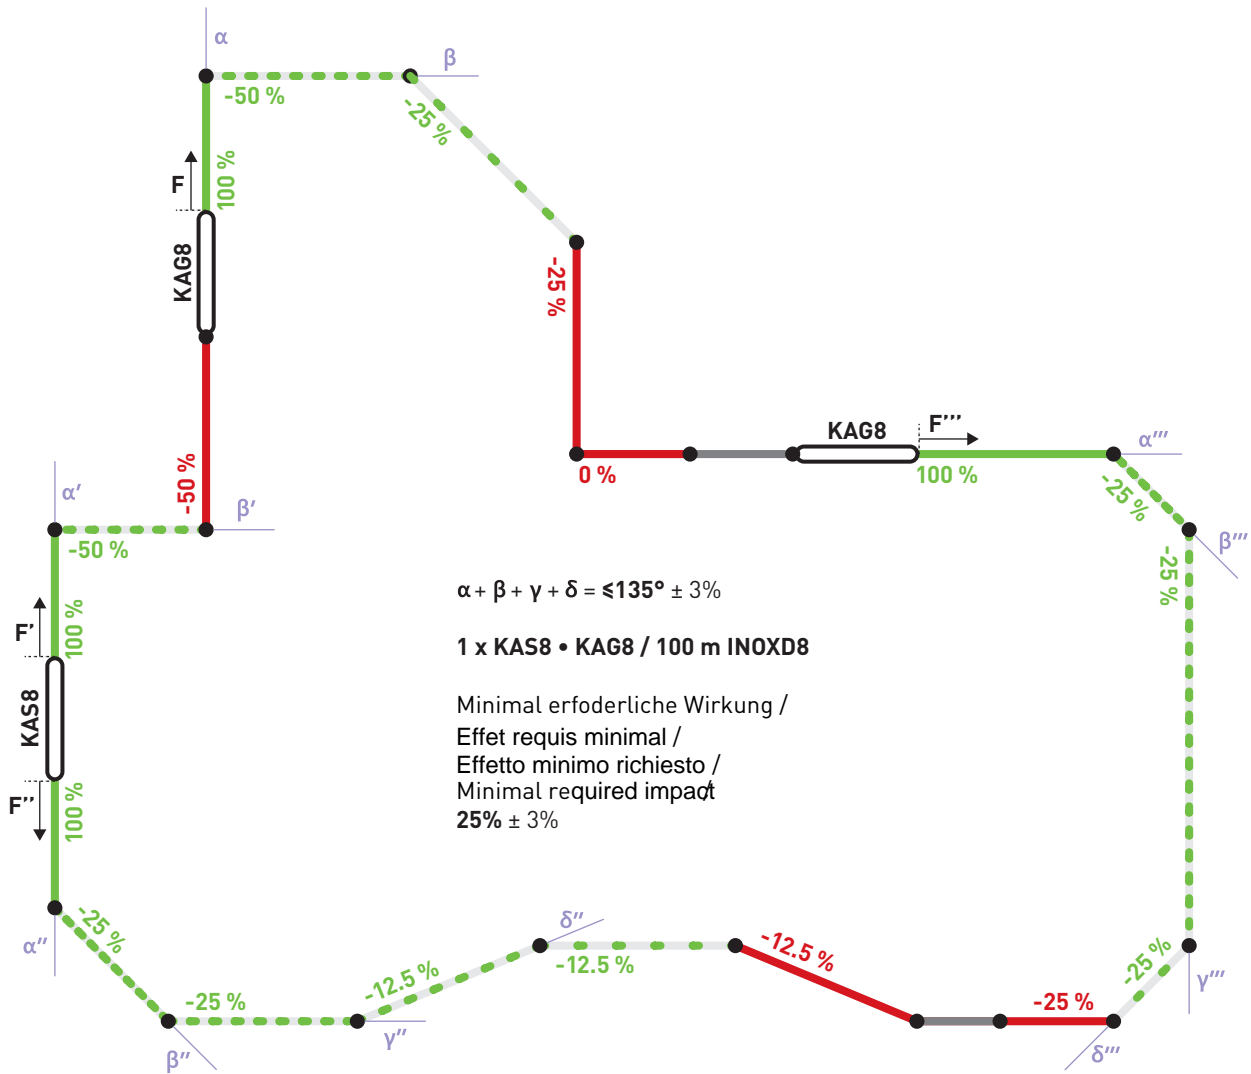 α
β
-50 %
-25 %
100 %
F
KAG8
-25 %
-50 %
KAG8
F'''
α'''
0 %
100 %
-25 %
α'
β'
-50 %
β'''
-25 %
α + β + γ + δ = ≤135° ± 3%
F'
100 %
1 x KAS8 • KAG8 / 100 m INOXD8
KAS8
Minimal erfoderliche Wirkung /
Effet requis minimal /
Effetto minimo richiesto /
Minimal required impact /
25% ± 3%
F''
100 %
α''
-25 %
δ''
-12.5 %
-12.5 %
-12.5 %
-25 %
γ'''
-25 %
-25 %
β''
γ''
δ'''